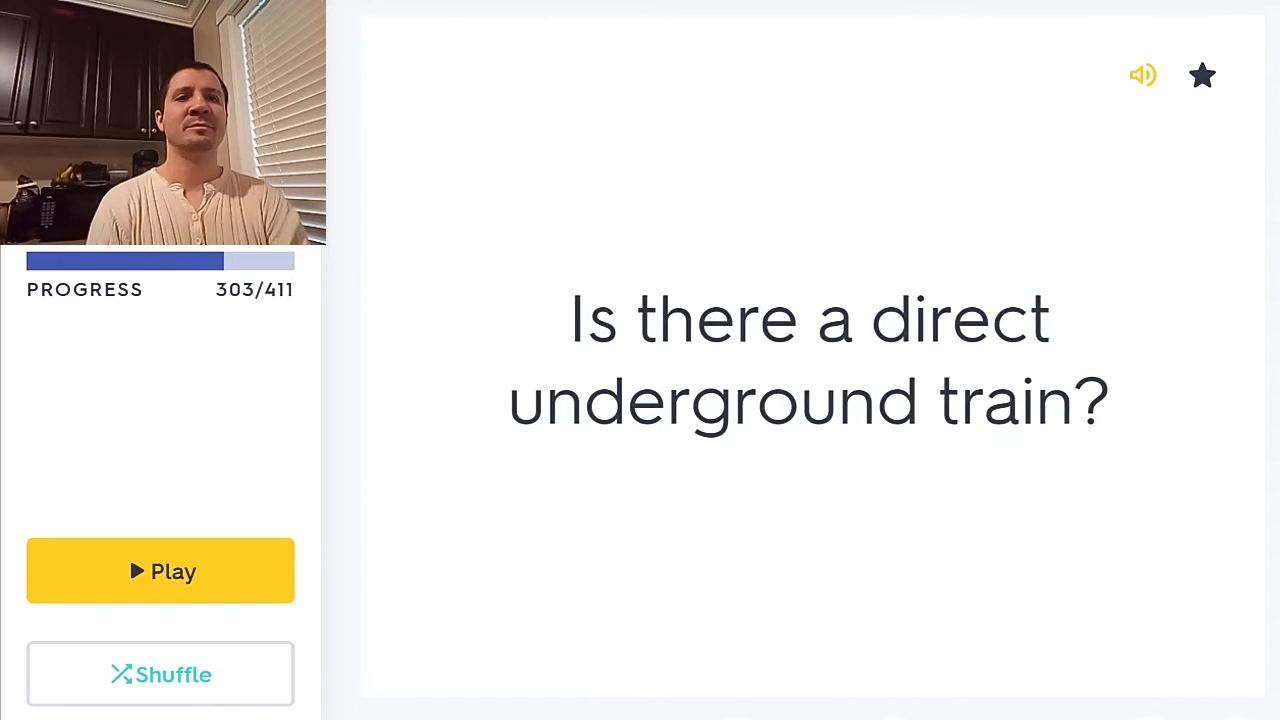 PROGRESS 303/411
Play
Shuffle
Is there a direct
underground train?